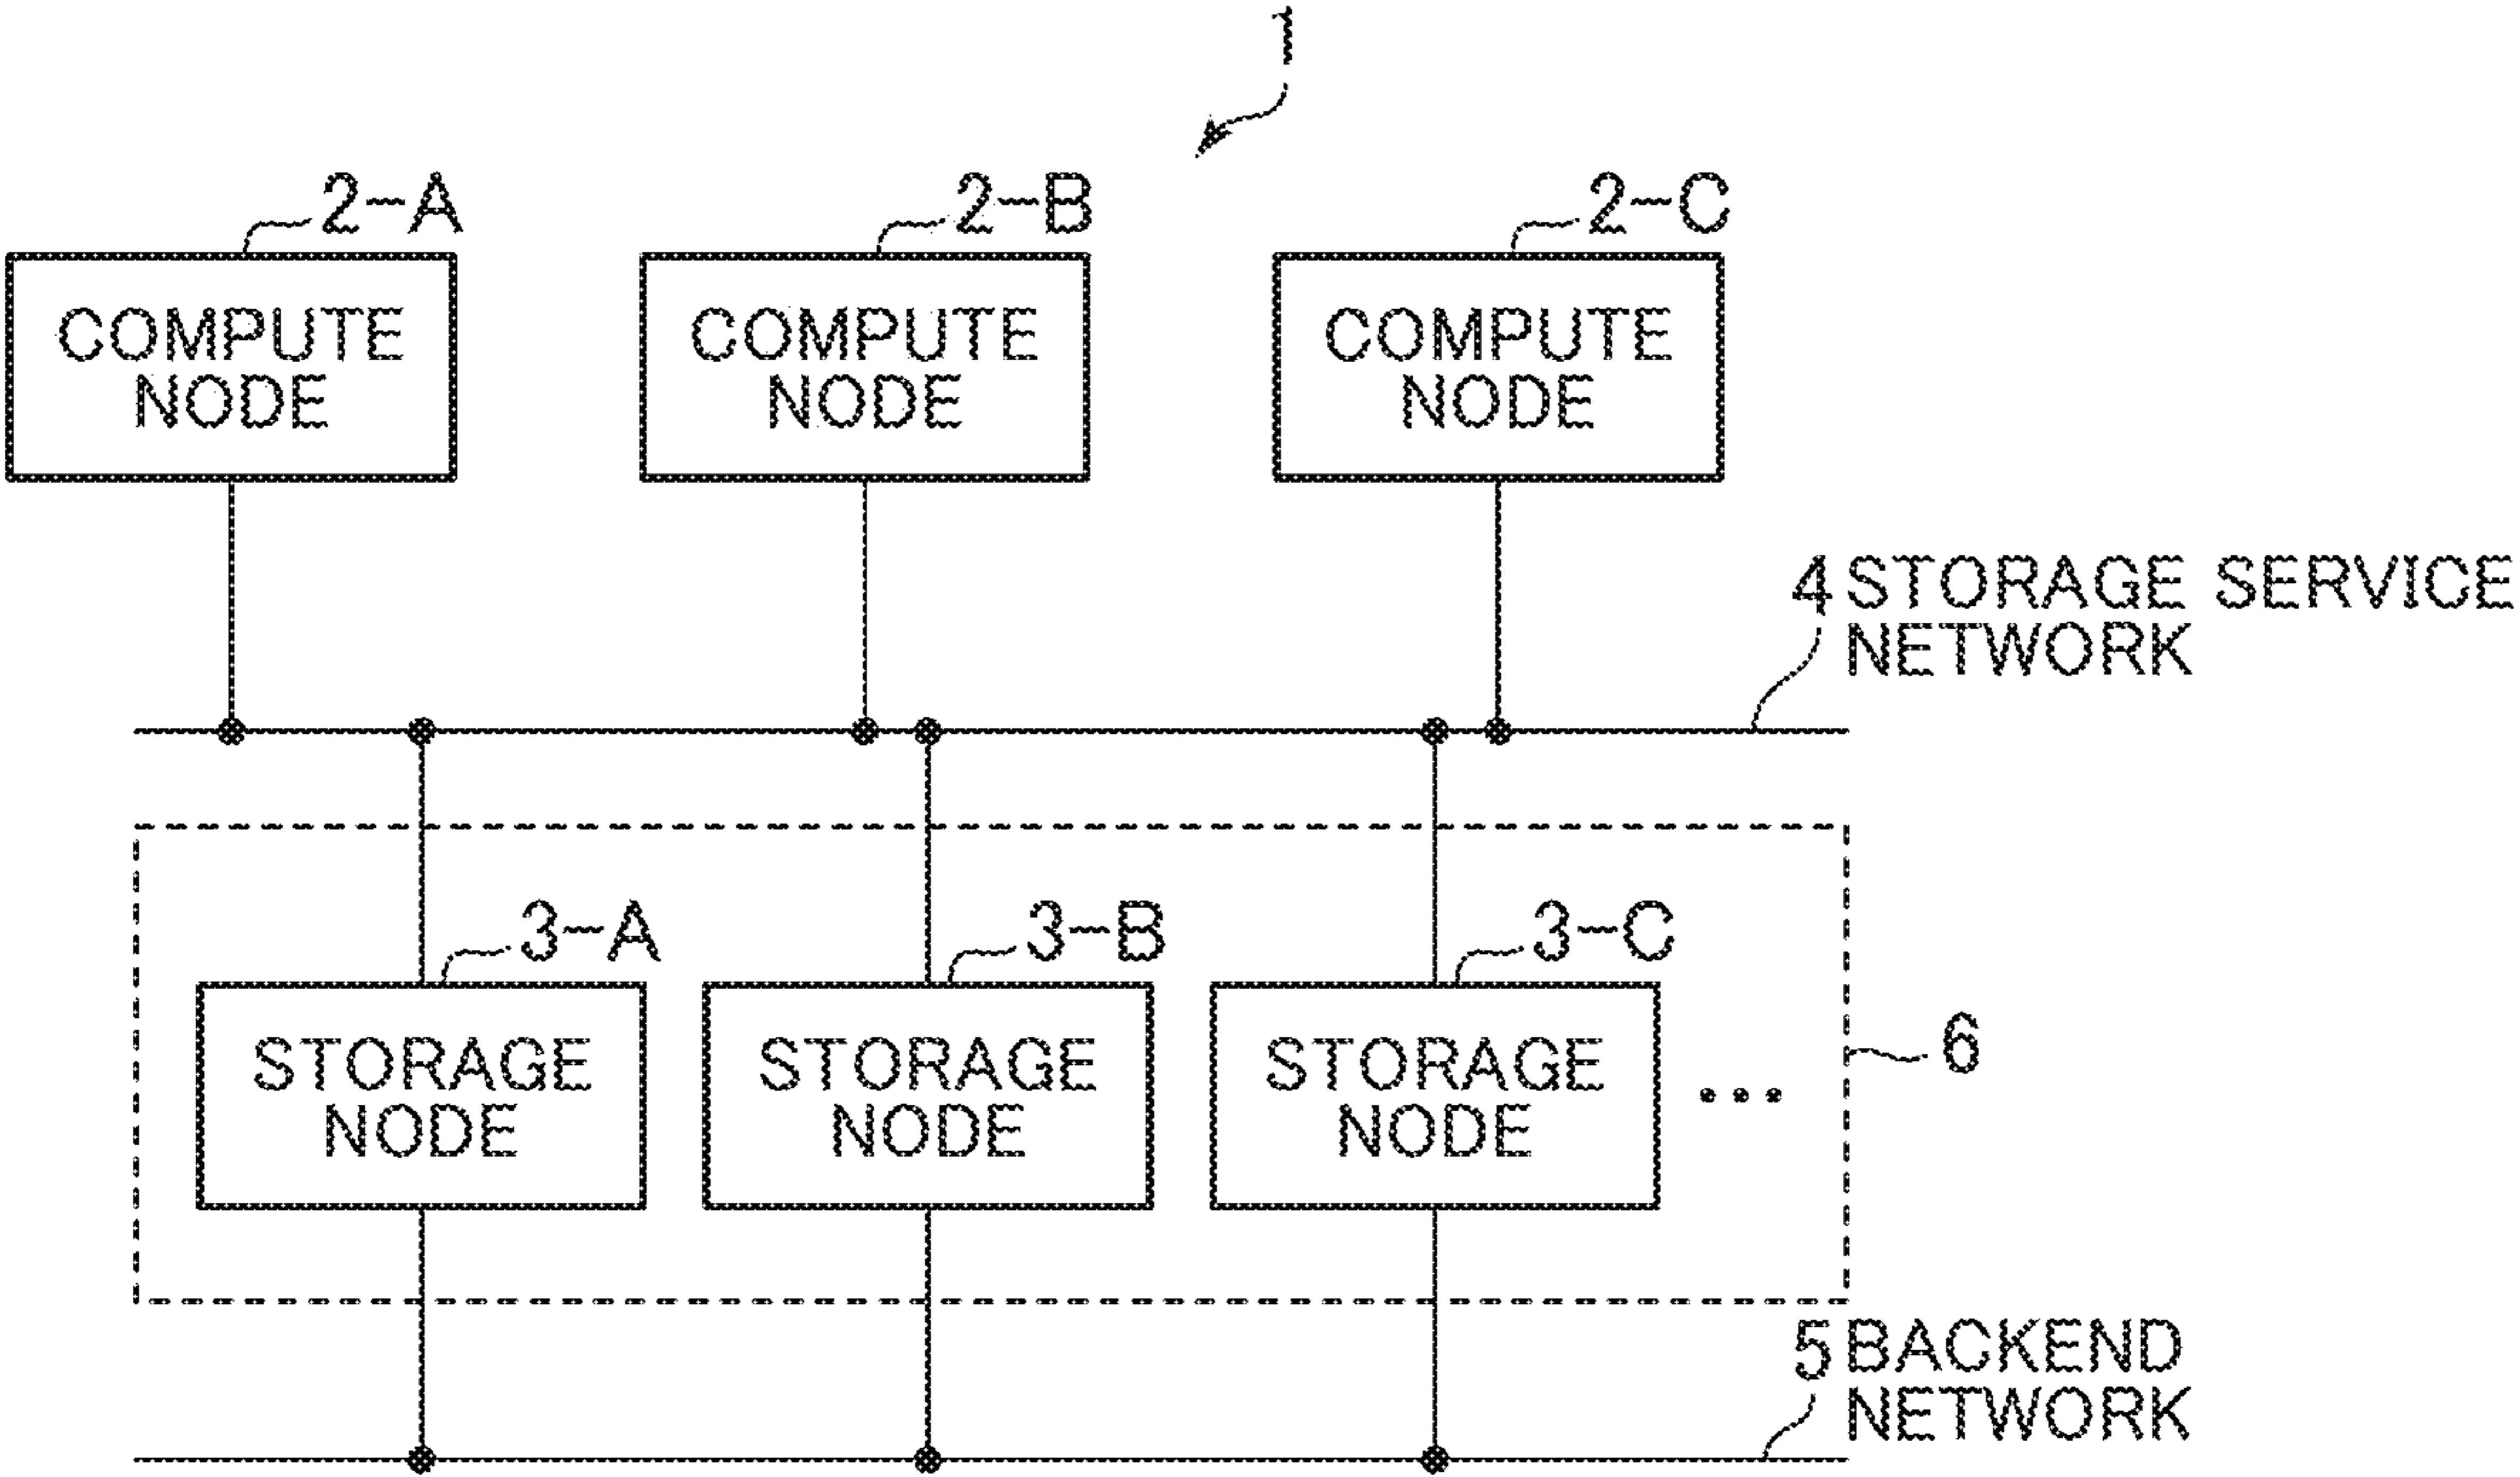 1
2-A
2-B
2-C
COMPUTE
NODE
COMPUTE
NODE
COMPUTE
NODE
4 STORAGE SERVICE
NETWORK
3-A
3-B
3-C
STORAGE
NODE
STORAGE
NODE
STORAGE
NODE
...
6
5 BACKEND
NETWORK